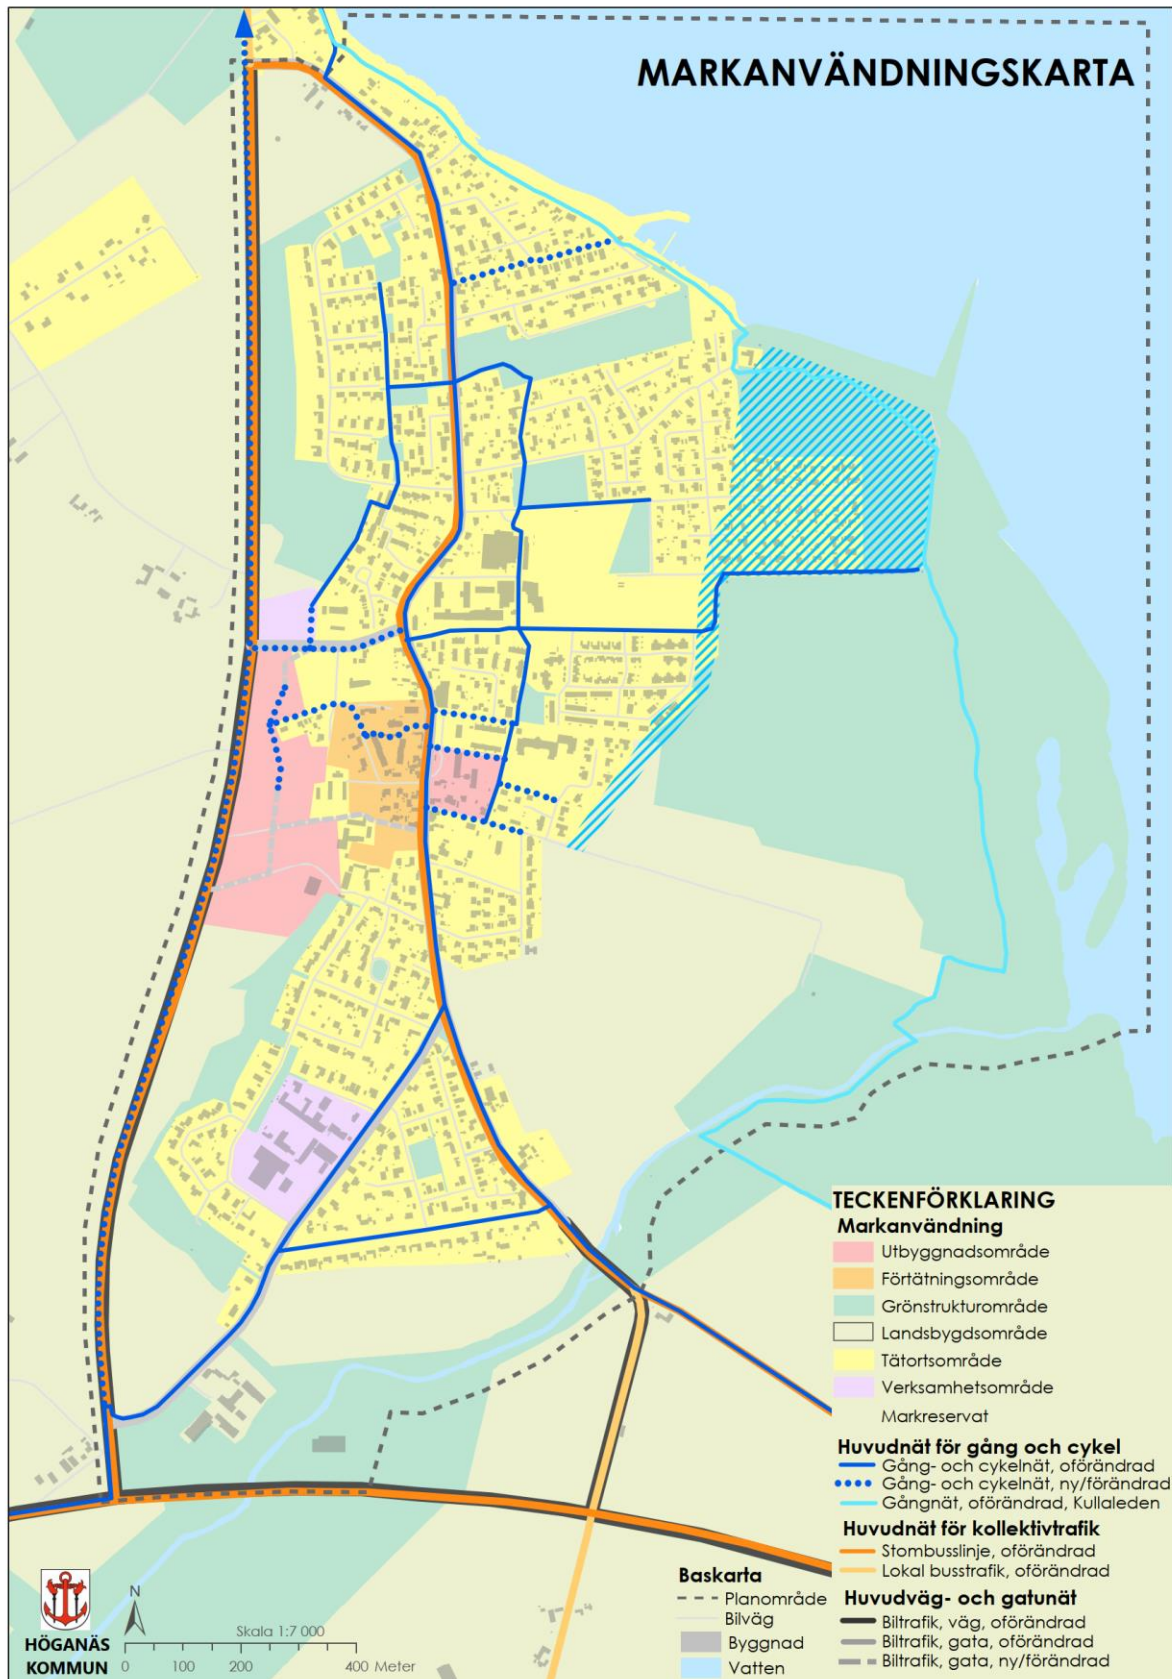 MARKANVÄNDNINGSKARTA
TECKENFÖRKLARING
Markanvändning
Utbyggnadsområde
Förtätningsområde
Grönstrukturområde
Landsbygdsområde
Tätortsområde
Verksamhetsområde
Markreservat
Huvudnät för gång och cykel
Gång- och cykelnät, oförändrad
Gång- och cykelnät, ny/förändrad
Gångnät, oförändrad, Kullaleden
Huvudnät för kollektivtrafik
Stombusslinje, oförändrad
Lokal busstrafik, oförändrad
Huvudväg- och gatunät
Biltrafik, väg, oförändrad
Biltrafik, gata, oförändrad
Biltrafik, gata, ny/förändrad
Baskarta
Planområde
Bilväg
Byggnad
Vatten
HÖGANÄS
KOMMUN
N
Skala 1:7 000
0 100 200 400 Meter